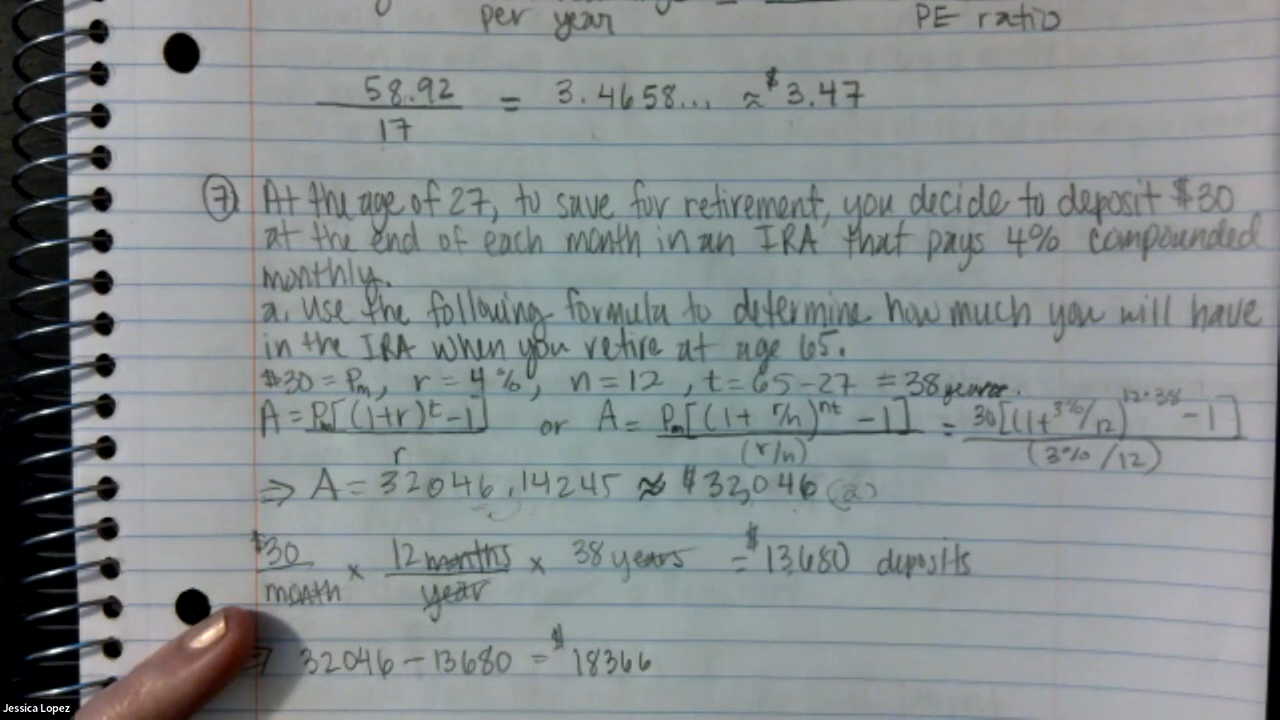 per year PE ratio
58.92 / 17 = 3.4658... ≈ $3.47
⑦ At the age of 27, to save for retirement, you decide to deposit $30
at the end of each month in an IRA that pays 4% compounded
monthly.
a. Use the following formula to determine how much you will have
in the IRA when you retire at age 65.
$30 = Pm, r = 4%, n = 12, t = 65-27 = 38 years.
A = Pm[(1+r)^t - 1] / r or A = Pm[(1 + r/n)^nt - 1] / (r/n) = 30[(1+3%/12)^12·38 - 1] / (3%/12)
⇒ A = 32046.14245 ≈ $32,046 (a)
$30 / month × 12 months / year × 38 years = $13,680 deposits
⇒ 32046 - 13680 = $18366
Jessica Lopez